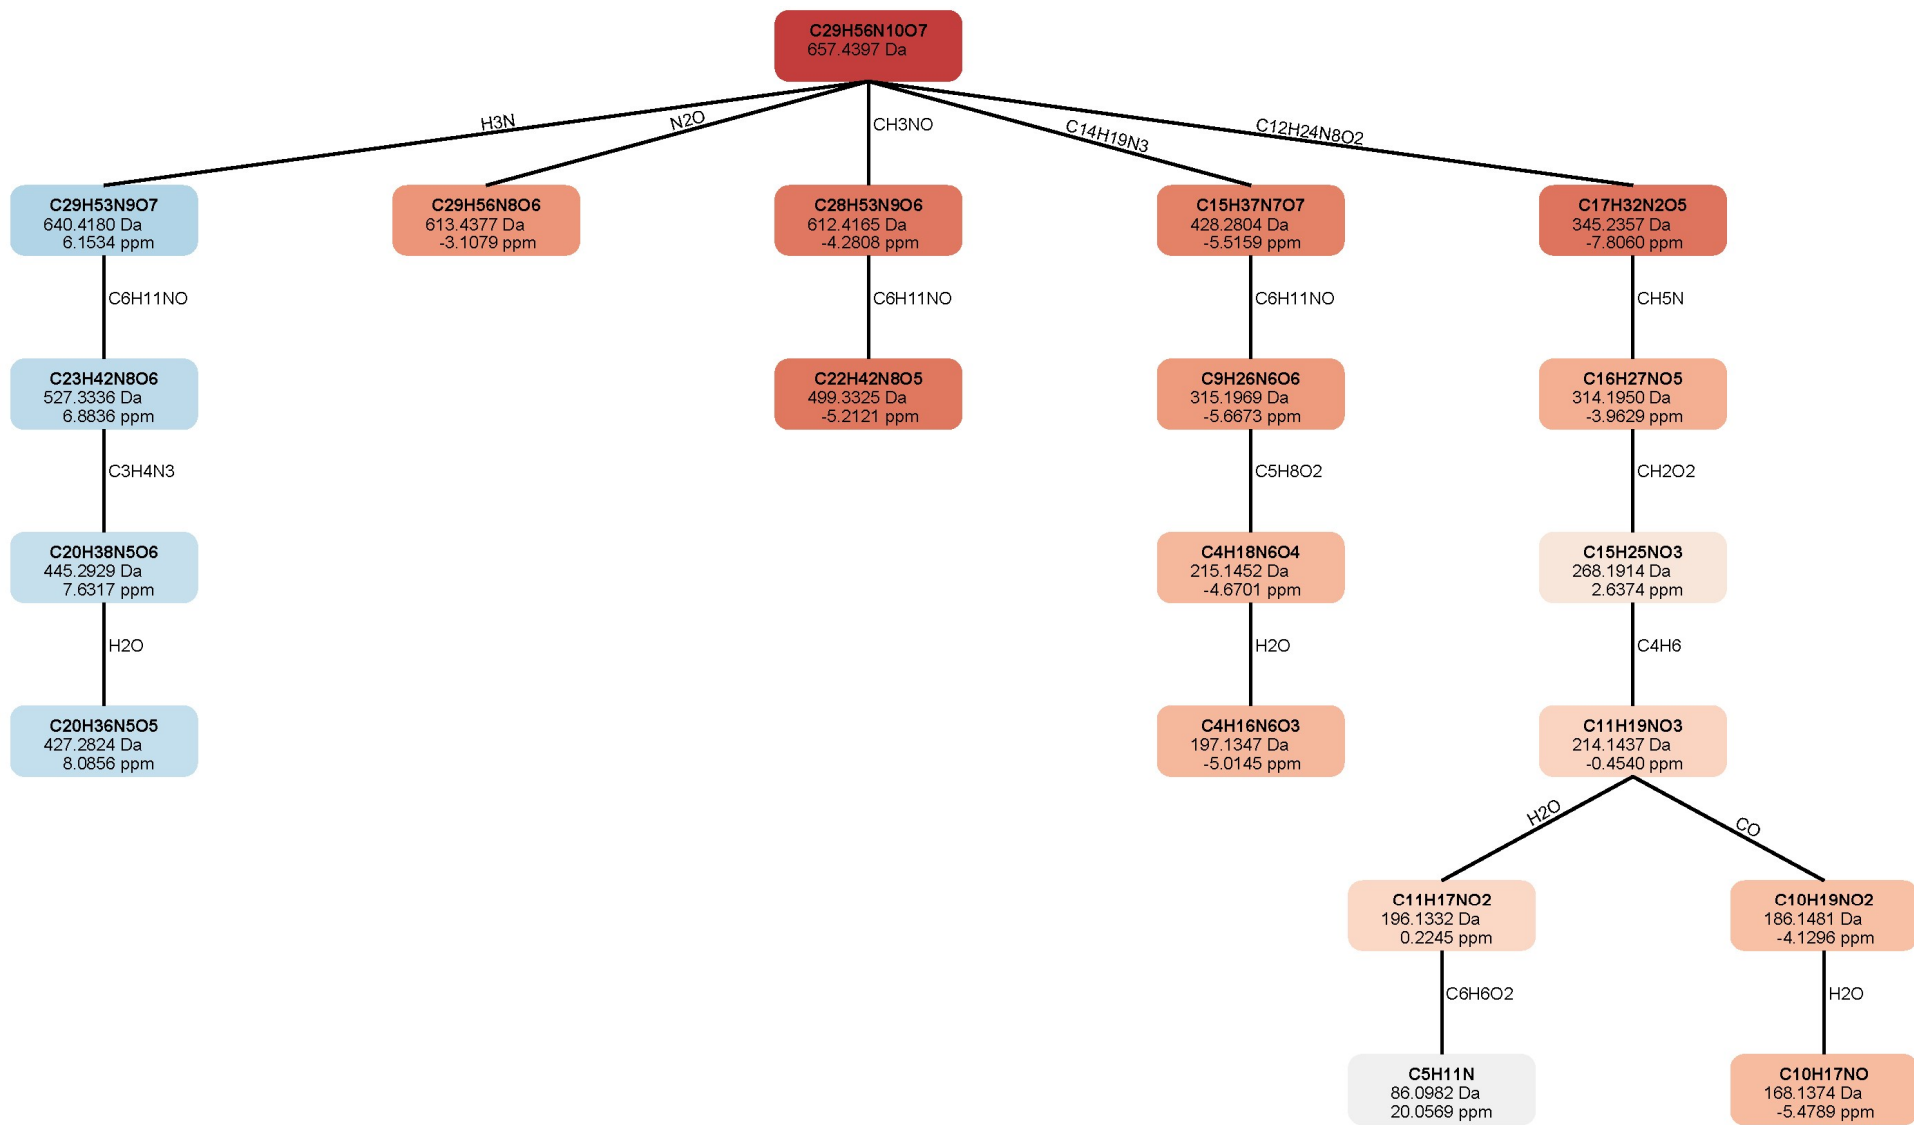 C29H56N10O7
657.4397 Da
H3N
N2O
CH3NO
C14H19N3
C12H24N8O2
C29H53N9O7
640.4180 Da
6.1534 ppm
C29H56N8O6
613.4377 Da
-3.1079 ppm
C28H53N9O6
612.4165 Da
-4.2808 ppm
C15H37N7O7
428.2804 Da
-5.5159 ppm
C17H32N2O5
345.2357 Da
-7.8060 ppm
C6H11NO
C6H11NO
C6H11NO
CH5N
C23H42N8O6
527.3336 Da
6.8836 ppm
C22H42N8O5
499.3325 Da
-5.2121 ppm
C9H26N6O6
315.1969 Da
-5.6673 ppm
C16H27NO5
314.1950 Da
-3.9629 ppm
C3H4N3
C5H8O2
CH2O2
C20H38N5O6
445.2929 Da
7.6317 ppm
C4H18N6O4
215.1452 Da
-4.6701 ppm
C15H25NO3
268.1914 Da
2.6374 ppm
H2O
H2O
C4H6
C20H36N5O5
427.2824 Da
8.0856 ppm
C4H16N6O3
197.1347 Da
-5.0145 ppm
C11H19NO3
214.1437 Da
-0.4540 ppm
H2O
CO
C11H17NO2
196.1332 Da
0.2245 ppm
C10H19NO2
186.1481 Da
-4.1296 ppm
C6H6O2
H2O
C5H11N
86.0982 Da
20.0569 ppm
C10H17NO
168.1374 Da
-5.4789 ppm